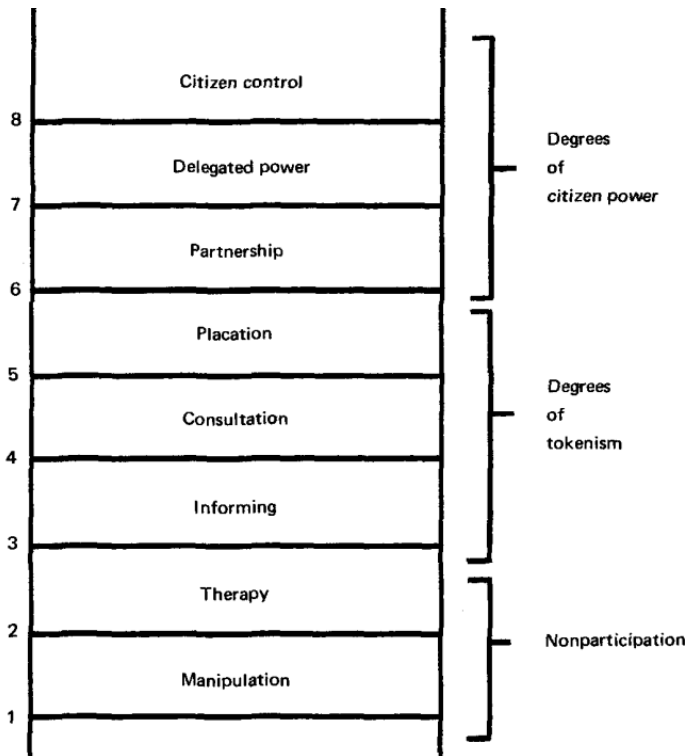 Citizen control
8
Delegated power
7
Partnership
6
Placation
5
Consultation
4
Informing
3
Therapy
2
Manipulation
1
Degrees
of
citizen power
Degrees
of
tokenism
Nonparticipation